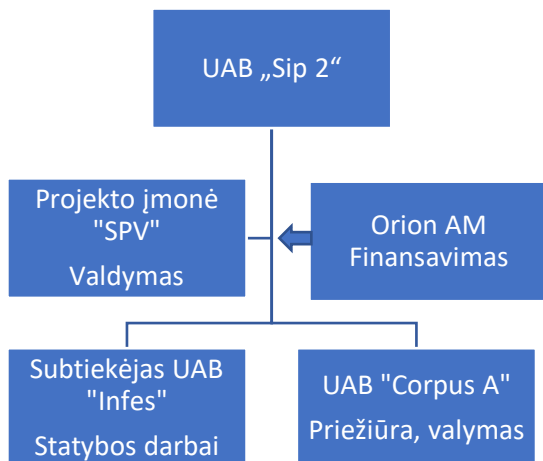 UAB „Sip 2“
Projekto įmonė
"SPV"
Valdymas
Orion AM
Finansavimas
Subtiekėjas UAB
"Infes"
Statybos darbai
UAB "Corpus A"
Priežiūra, valymas